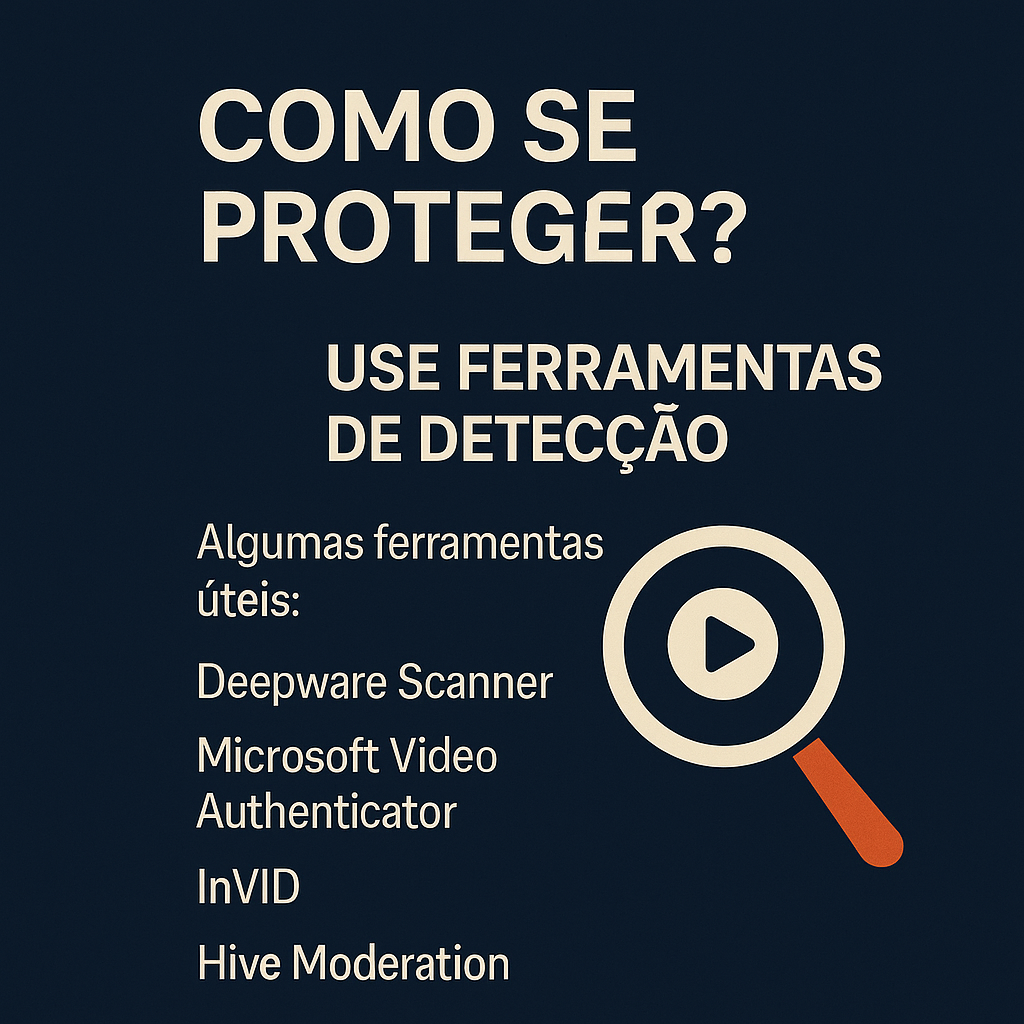 COMO SE
PROTEGER?
USE FERRAMENTAS
DE DETECÇÃO
Algumas ferramentas
úteis:
Deepware Scanner
Microsoft Video
Authenticator
InVID
Hive Moderation